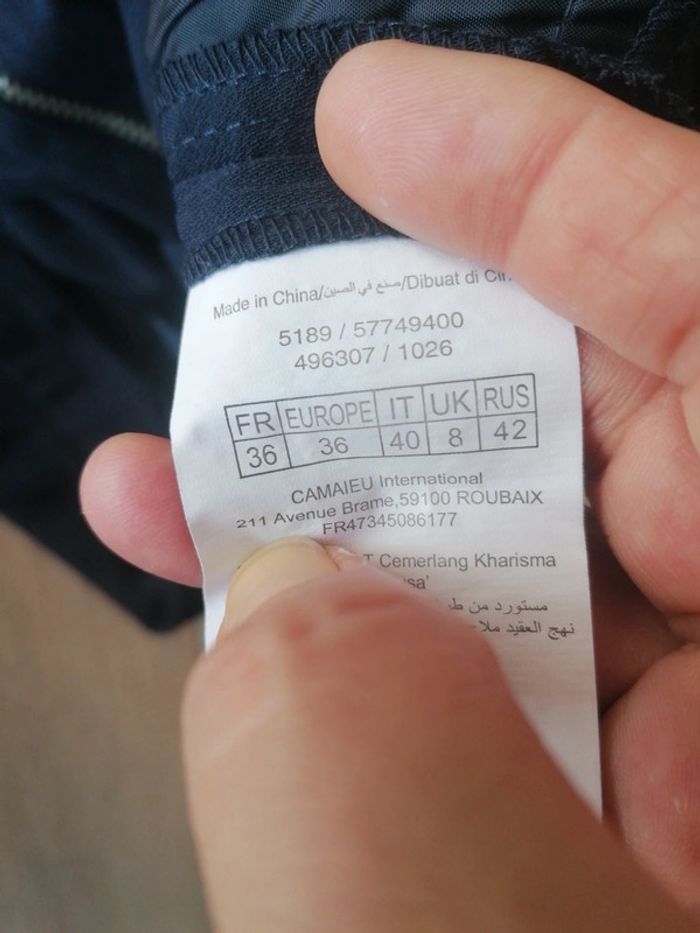 Made in China/صنع في الصين/Dibuat di
5189 / 57749400
496307 / 1026
FR EUROPE IT UK RUS
36 36 40 8 42
CAMAIEU International
211 Avenue Brame,59100 ROUBAIX
FR47345086177
T Cemerlang Kharisma
مستورد من
نهج العقيد